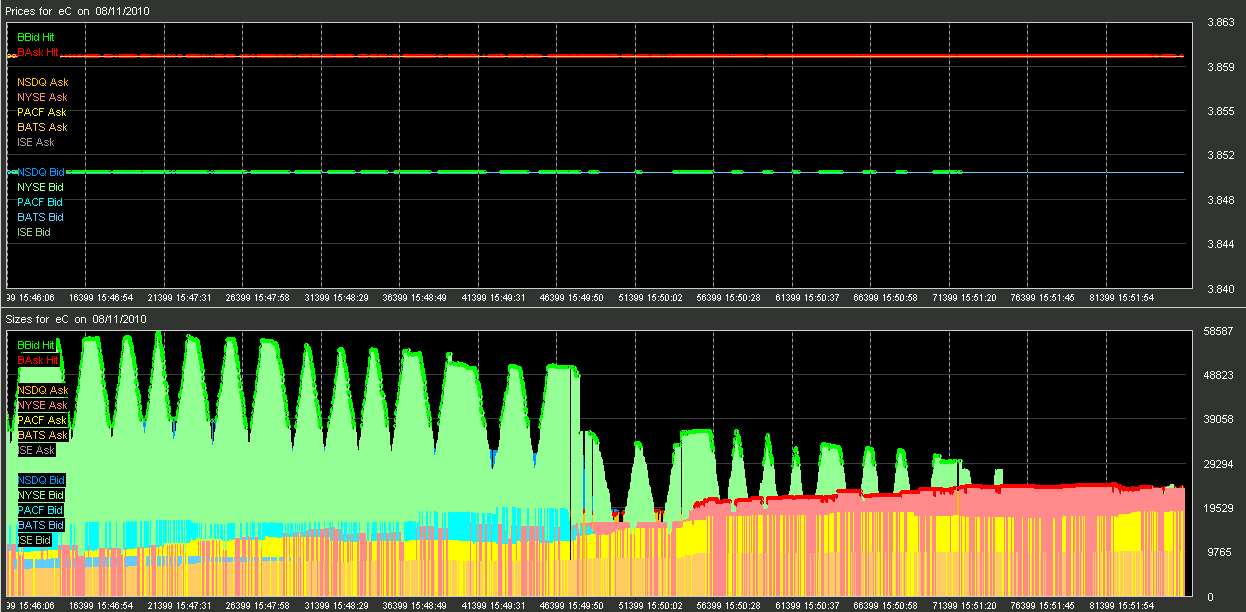 Prices for eC on 08/11/2010
3.863
BBid Hit
BAsk Hit
3.859
NSDQ Ask
NYSE Ask
PACF Ask
3.855
BATS Ask
ISE Ask
3.852
NSDQ Bid
NYSE Bid
PACF Bid
3.848
BATS Bid
ISE Bid
3.844
3.840
99 15:46:06 16399 15:46:54 21399 15:47:31 26399 15:47:58 31399 15:48:29 36399 15:48:49 41399 15:49:31 46399 15:49:50 51399 15:50:02 56399 15:50:28 61399 15:50:37 66399 15:50:58 71399 15:51:20 76399 15:51:45 81399 15:51:54
Sizes for eC on 08/11/2010
58587
BBid Hit
BAsk Hit
48823
NSDQ Ask
NYSE Ask
PACF Ask
39058
BATS Ask
ISE Ask
29294
NSDQ Bid
NYSE Bid
PACF Bid
19529
BATS Bid
ISE Bid
9765
0
99 15:46:06 16399 15:46:54 21399 15:47:31 26399 15:47:58 31399 15:48:29 36399 15:48:49 41399 15:49:31 46399 15:49:50 51399 15:50:02 56399 15:50:28 61399 15:50:37 66399 15:50:58 71399 15:51:20 76399 15:51:45 81399 15:51:54